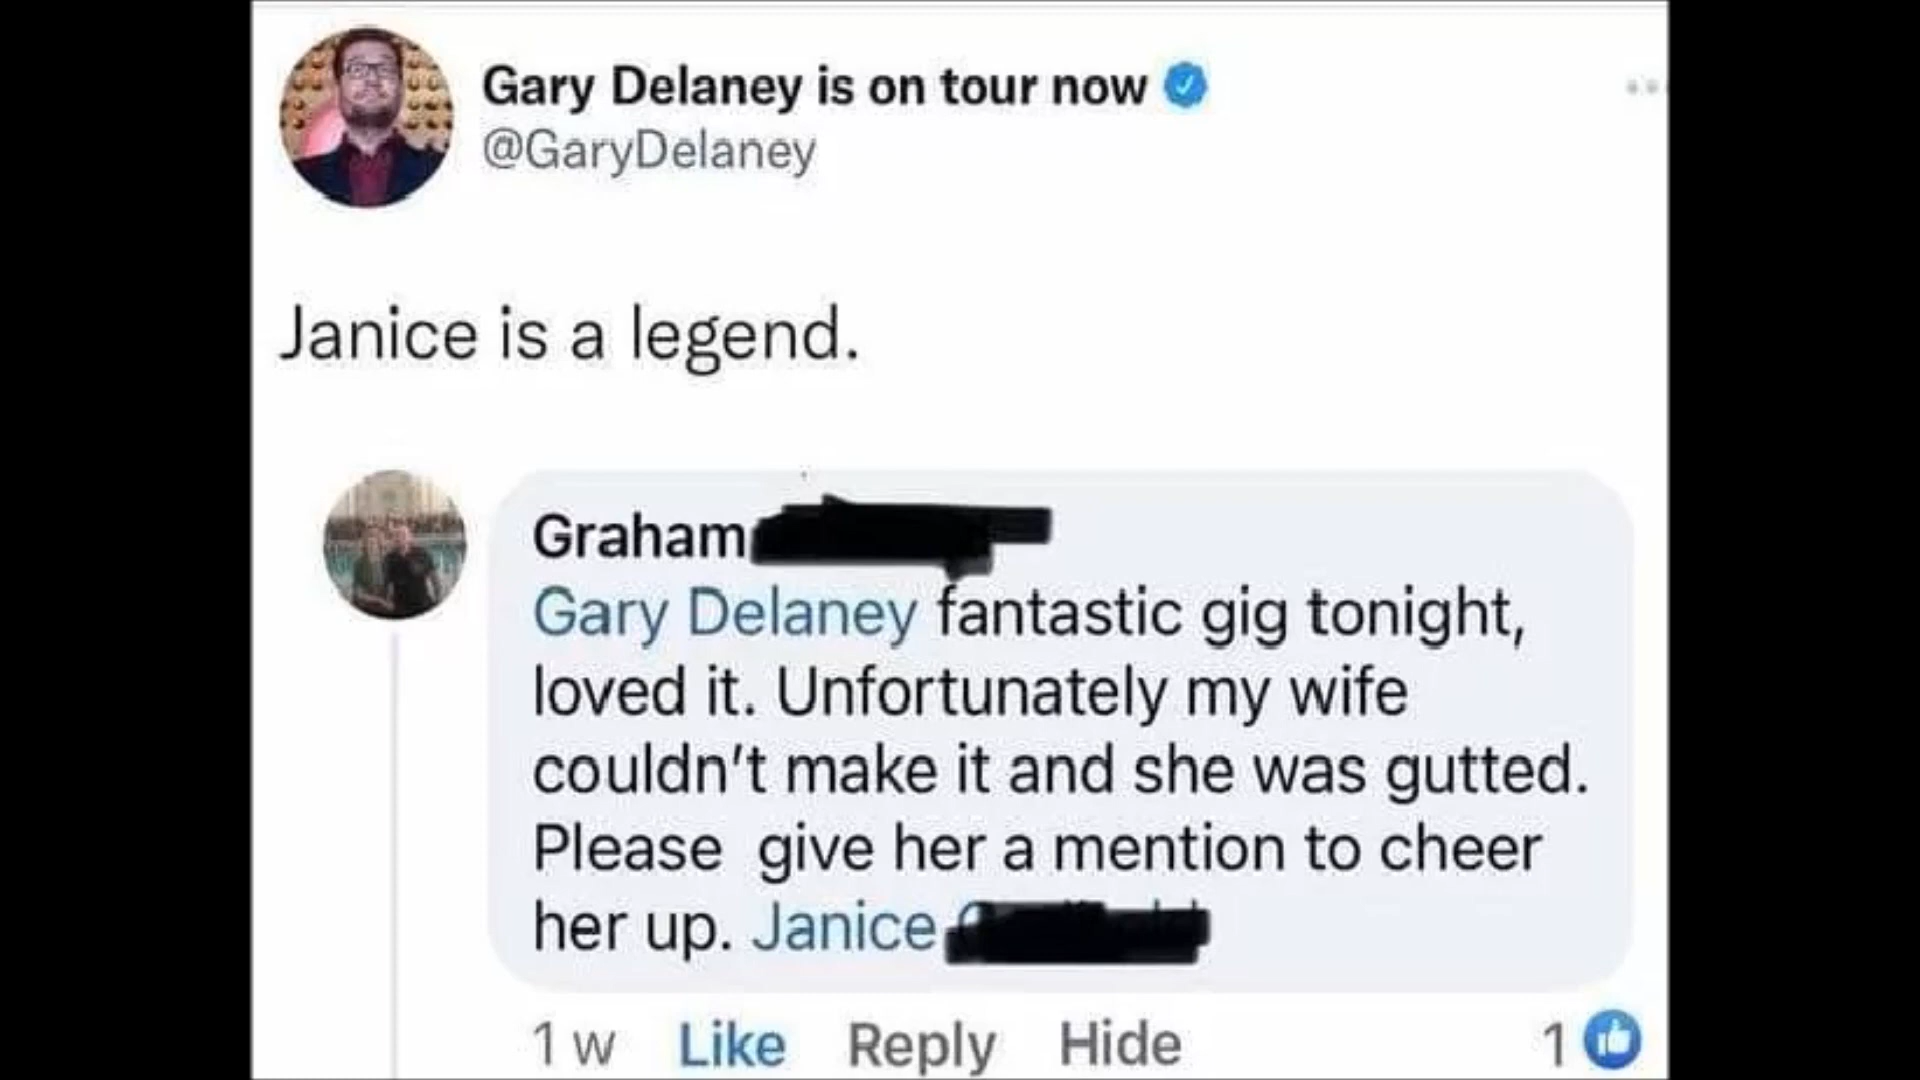 Gary Delaney is on tour now
@GaryDelaney
Janice is a legend.
Graham
Gary Delaney fantastic gig tonight,
loved it. Unfortunately my wife
couldn't make it and she was gutted.
Please give her a mention to cheer
her up. Janice
1 w Like Reply Hide 1